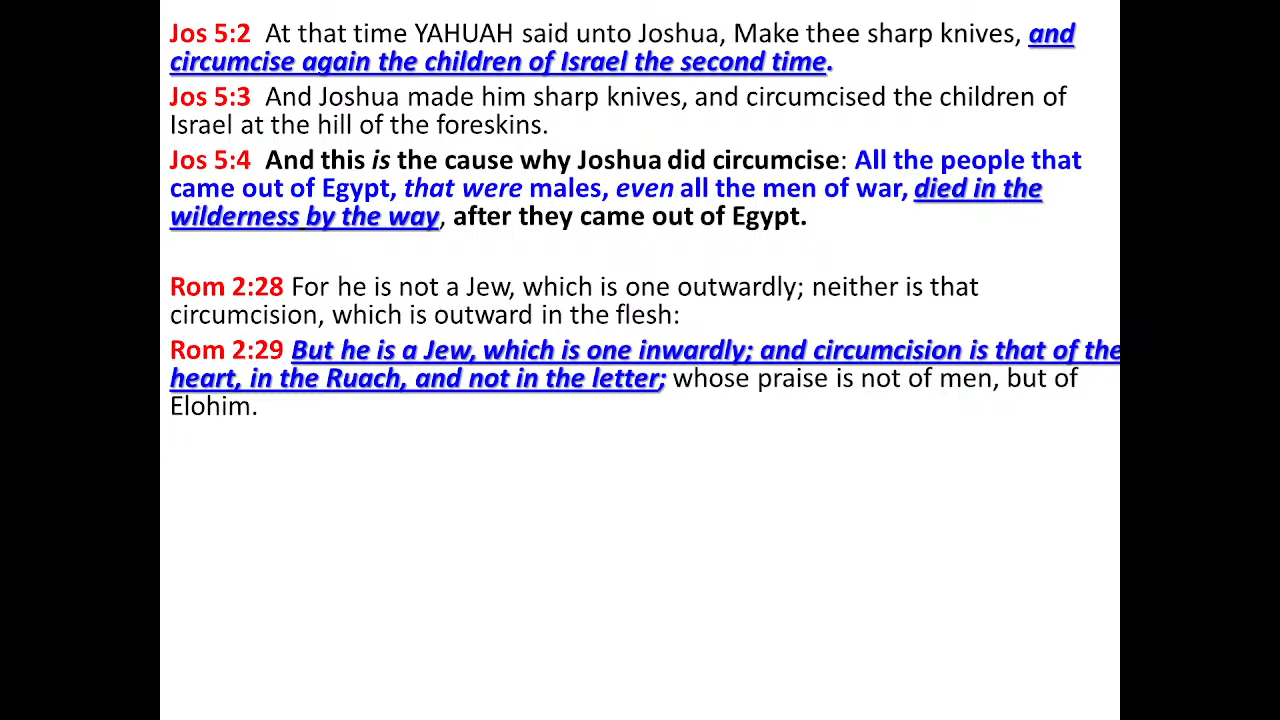 Jos 5:2 At that time YAHUAH said unto Joshua, Make thee sharp knives, and
circumcise again the children of Israel the second time.
Jos 5:3 And Joshua made him sharp knives, and circumcised the children of
Israel at the hill of the foreskins.
Jos 5:4 And this is the cause why Joshua did circumcise: All the people that
came out of Egypt, that were males, even all the men of war, died in the
wilderness by the way, after they came out of Egypt.
Rom 2:28 For he is not a Jew, which is one outwardly; neither is that
circumcision, which is outward in the flesh:
Rom 2:29 But he is a Jew, which is one inwardly; and circumcision is that of the
heart, in the Ruach, and not in the letter; whose praise is not of men, but of
Elohim.